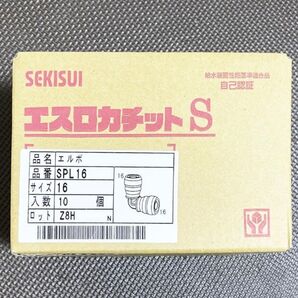 SEKISUI
給水装置性能基準適合品
自己認証
エスロカチットS
品名 エルボ
品番 SPL16
サイズ 16
入数 10 個
ロット Z8H N
16
16